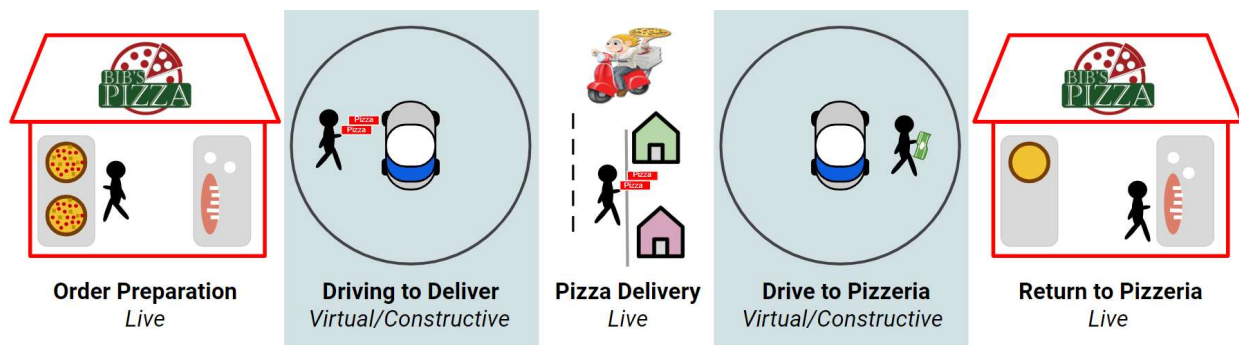 BIB'S
PIZZA
Order Preparation
Live
Pizza
Pizza
Driving to Deliver
Virtual/Constructive
Pizza
Pizza
Pizza Delivery
Live
Drive to Pizzeria
Virtual/Constructive
BIB'S
PIZZA
Return to Pizzeria
Live